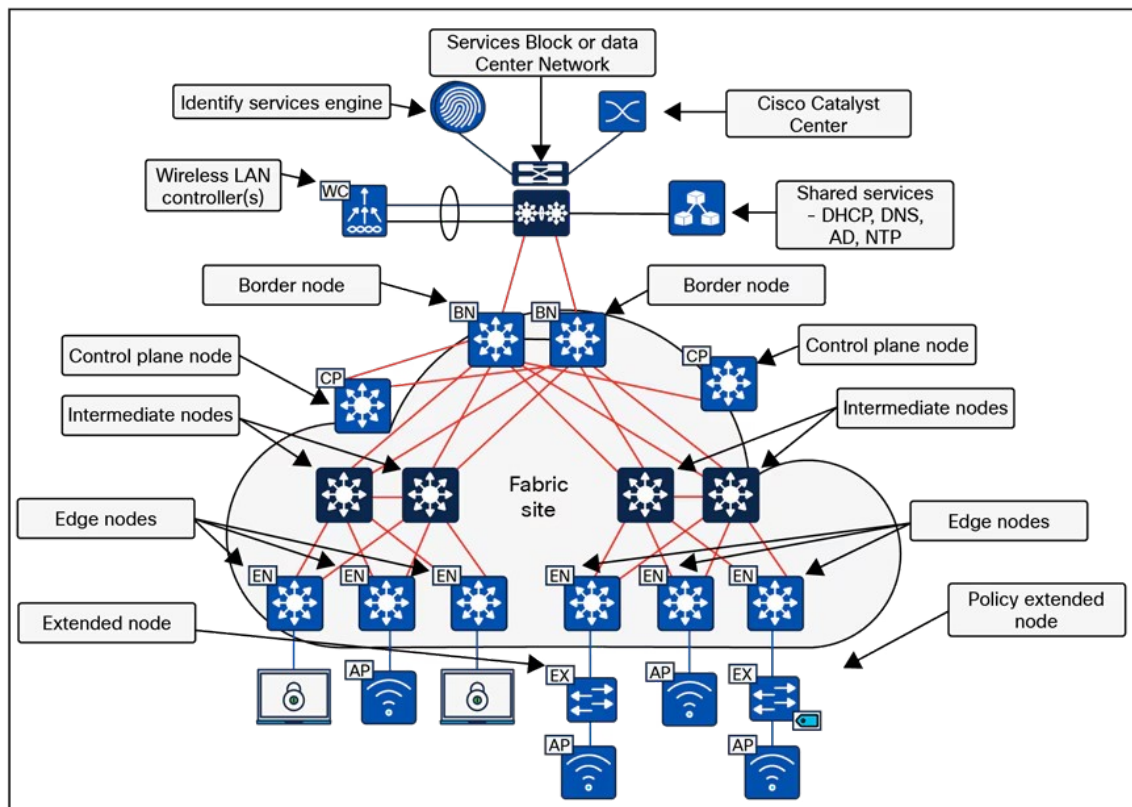 Services Block or data
Center Network
Identify services engine
Cisco Catalyst
Center
Wireless LAN
controller(s)
WC
Shared services
- DHCP, DNS,
AD, NTP
Border node
BN
BN
Border node
Control plane node
CP
CP
Control plane node
Intermediate nodes
Intermediate nodes
Fabric
site
Edge nodes
Edge nodes
EN
EN
EN
EN
EN
EN
Extended node
Policy extended
node
AP
EX
AP
EX
AP
AP